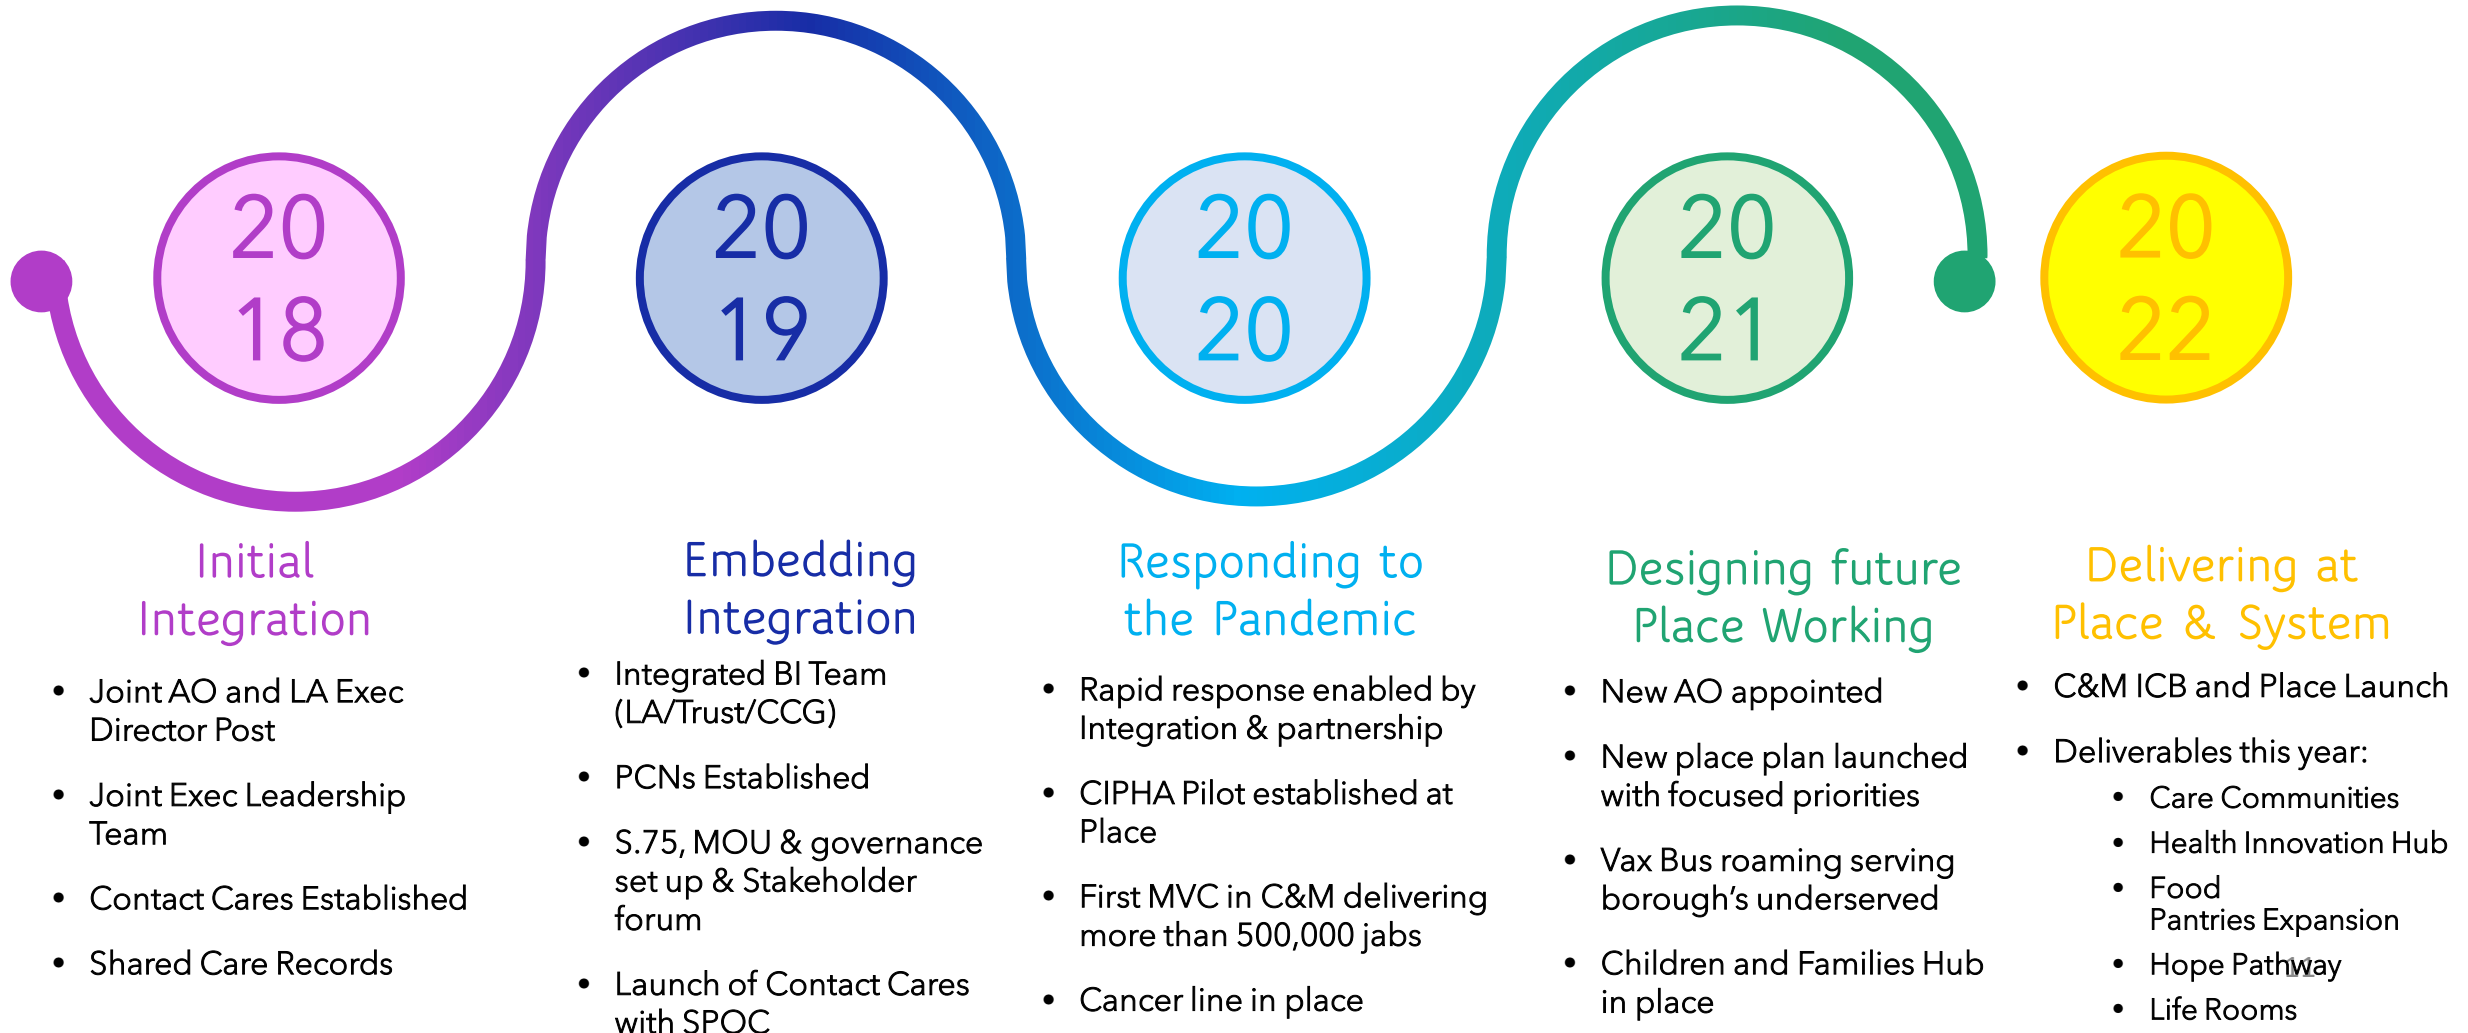 20
18
20
19
20
20
20
21
20
22
Initial
Integration
• Joint AO and LA Exec
Director Post
• Joint Exec Leadership
Team
• Contact Cares Established
• Shared Care Records
Embedding
Integration
• Integrated BI Team
(LA/Trust/CCG)
• PCNs Established
• S.75, MOU & governance
set up & Stakeholder
forum
• Launch of Contact Cares
with SPOC
Responding to
the Pandemic
• Rapid response enabled by
Integration & partnership
• CIPHA Pilot established at
Place
• First MVC in C&M delivering
more than 500,000 jabs
• Cancer line in place
Designing future
Place Working
• New AO appointed
• New place plan launched
with focused priorities
• Vax Bus roaming serving
borough’s underserved
• Children and Families Hub
in place
Delivering at
Place & System
• C&M ICB and Place Launch
• Deliverables this year:
• Care Communities
• Health Innovation Hub
• Food
Pantries Expansion
• Hope Pathway
• Life Rooms
11